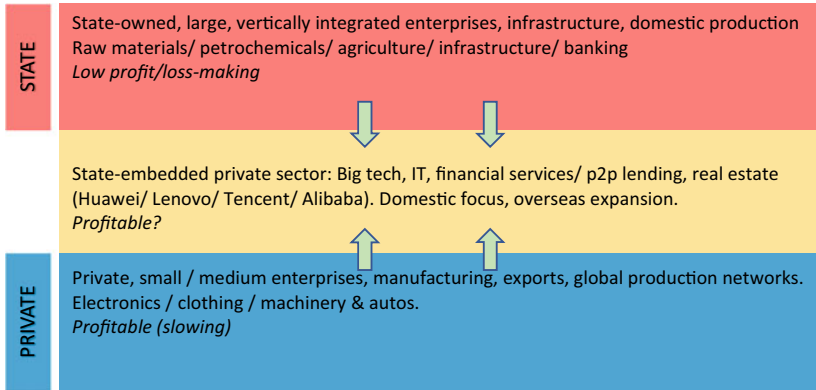 STATE
State-owned, large, vertically integrated enterprises, infrastructure, domestic production
Raw materials/ petrochemicals/ agriculture/ infrastructure/ banking
Low profit/loss-making
State-embedded private sector: Big tech, IT, financial services/ p2p lending, real estate
(Huawei/ Lenovo/ Tencent/ Alibaba). Domestic focus, overseas expansion.
Profitable?
PRIVATE
Private, small / medium enterprises, manufacturing, exports, global production networks.
Electronics / clothing / machinery & autos.
Profitable (slowing)